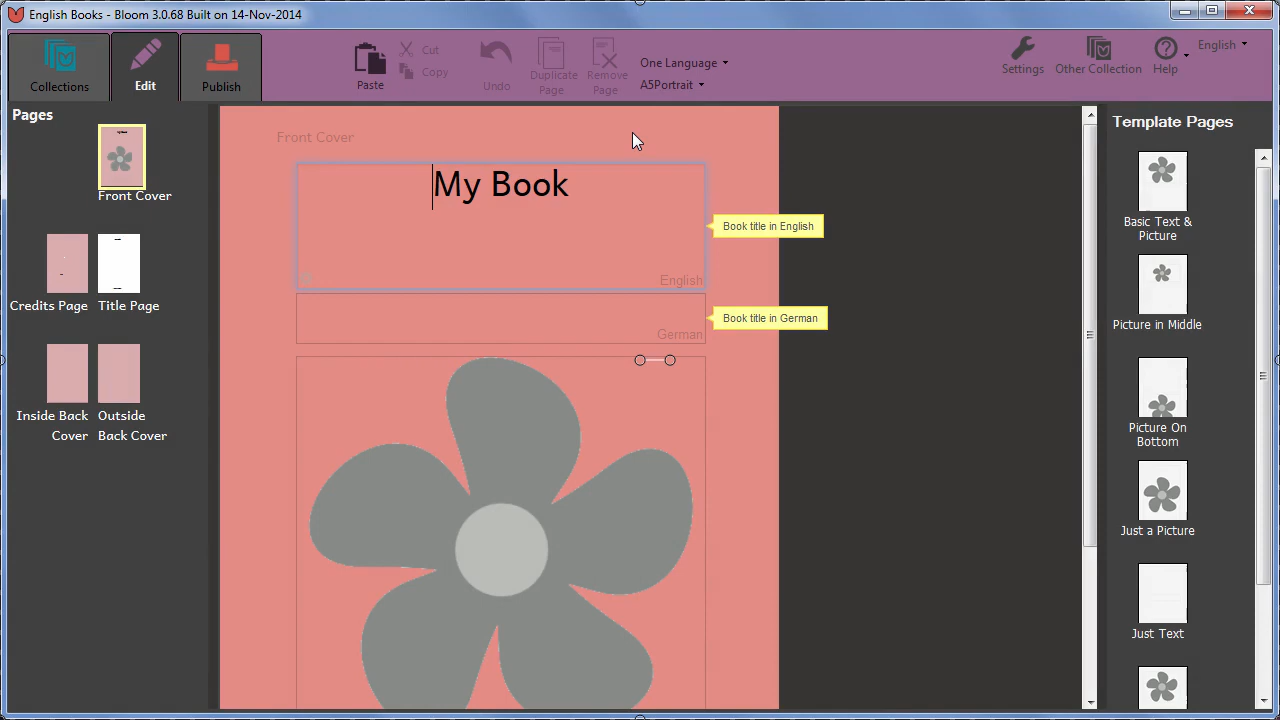 English Books - Bloom 3.0.68 Built on 14-Nov-2014
Collections
Edit
Publish
Paste
Cut
Copy
Undo
Duplicate
Page
Remove
Page
One Language
A5Portrait
Settings
Other Collection
Help
English
Pages
Front Cover
Credits Page
Title Page
Inside Back
Cover
Outside
Back Cover
Front Cover
My Book
English
Book title in English
German
Book title in German
Template Pages
Basic Text &
Picture
Picture in Middle
Picture On
Bottom
Just a Picture
Just Text